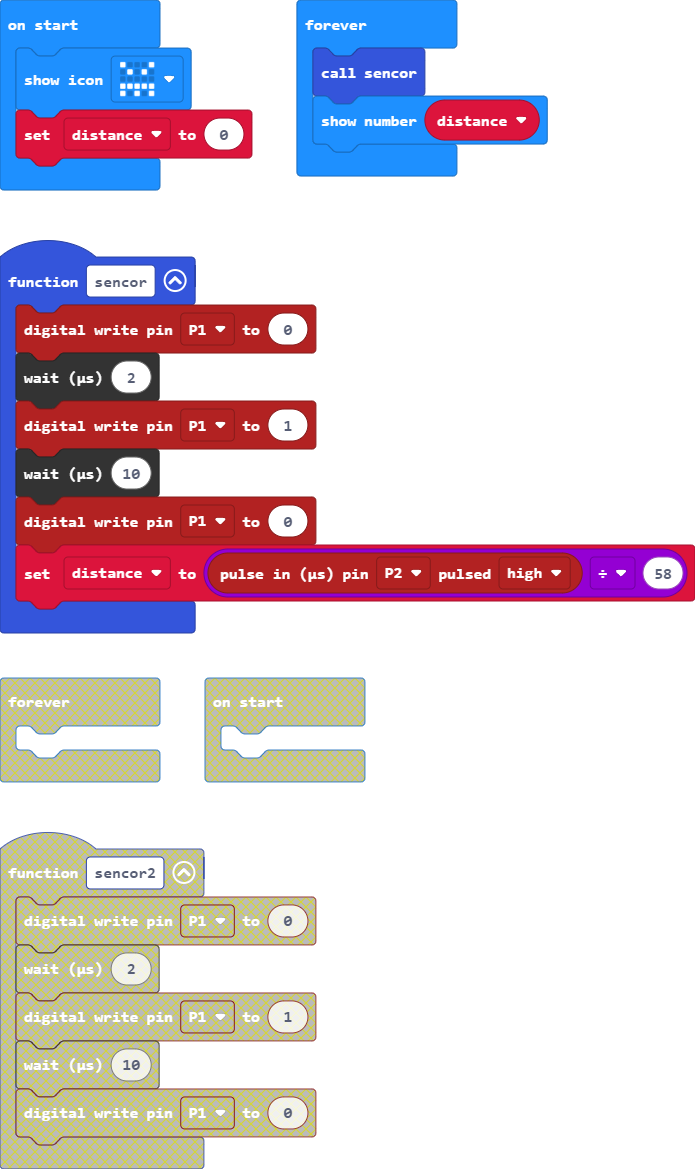 on start
show icon
set distance to 0
forever
call sencor
show number distance
function sencor
digital write pin P1 to 0
wait (µs) 2
digital write pin P1 to 1
wait (µs) 10
digital write pin P1 to 0
set distance to pulse in (µs) pin P2 pulsed high ÷ 58
forever
on start
function sencor2
digital write pin P1 to 0
wait (µs) 2
digital write pin P1 to 1
wait (µs) 10
digital write pin P1 to 0